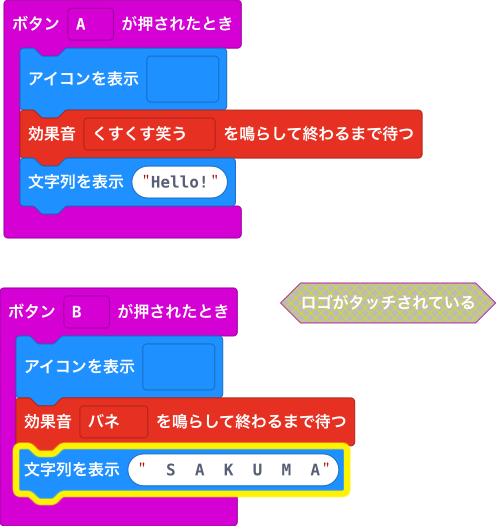 ボタン A が押されたとき
アイコンを表示
効果音 くすくす笑う を鳴らして終わるまで待つ
文字列を表示 "Hello!"
ボタン B が押されたとき
ロゴがタッチされている
アイコンを表示
効果音 バネ を鳴らして終わるまで待つ
文字列を表示 " S A K U M A"